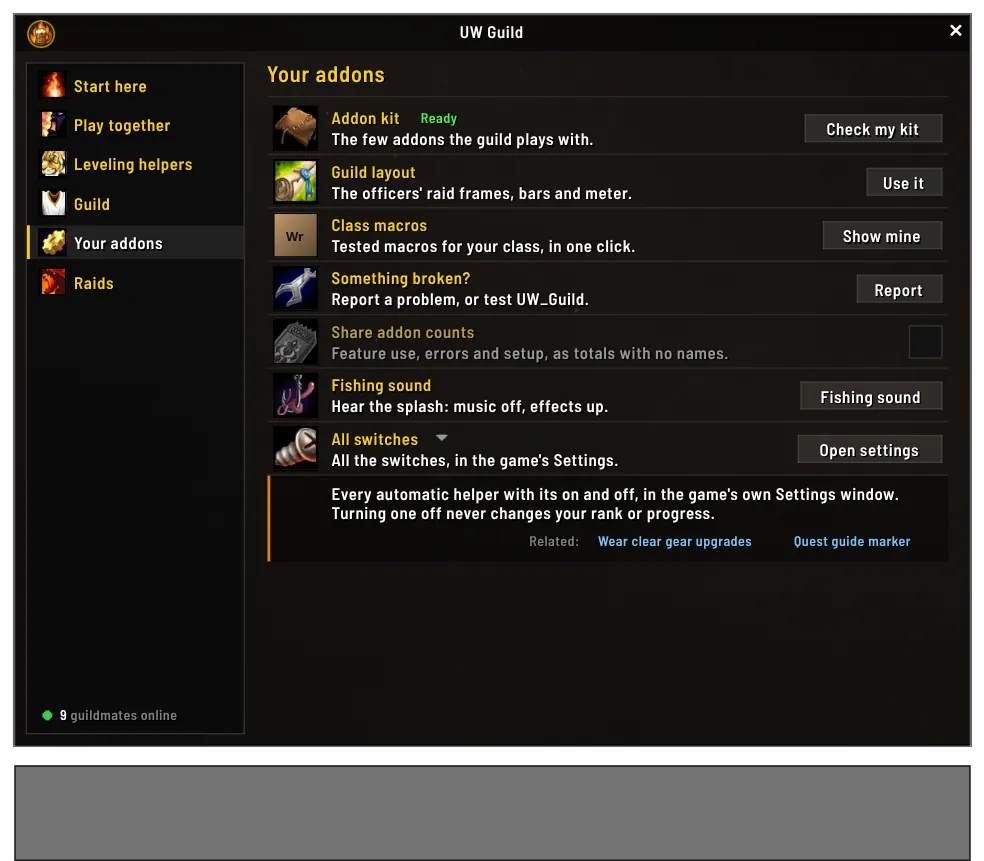 UW Guild
Start here
Play together
Leveling helpers
Guild
Your addons
Raids
9 guildmates online
Your addons
Addon kit Ready
The few addons the guild plays with.
Check my kit
Guild layout
The officers' raid frames, bars and meter.
Use it
Wr
Class macros
Tested macros for your class, in one click.
Show mine
Something broken?
Report a problem, or test UW_Guild.
Report
Share addon counts
Feature use, errors and setup, as totals with no names.
Fishing sound
Hear the splash: music off, effects up.
Fishing sound
All switches
All the switches, in the game's Settings.
Open settings
Every automatic helper with its on and off, in the game's own Settings window.
Turning one off never changes your rank or progress.
Related: Wear clear gear upgrades Quest guide marker